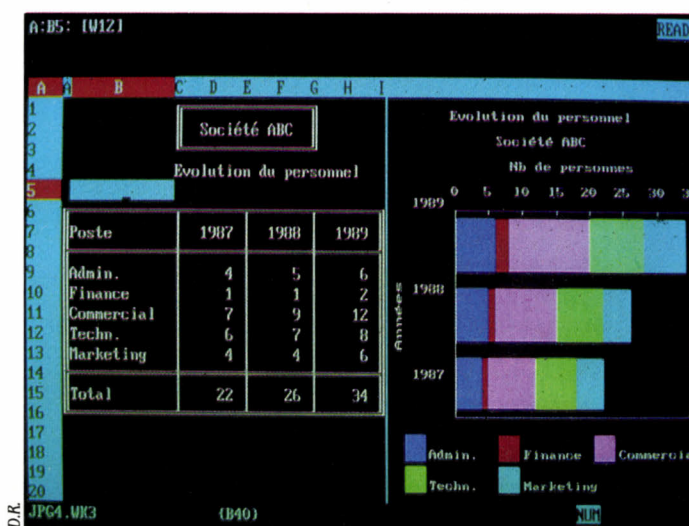 A:B5: [W12]
READ
A A B C D E F G H I
1
2
3
4
5
6
7
8
9
10
11
12
13
14
15
16
17
18
19
20
Société ABC
Evolution du personnel
Poste 1987 1988 1989
Admin. 4 5 6
Finance 1 1 2
Commercial 7 9 12
Techn. 6 7 8
Marketing 4 4 6
Total 22 26 34
Evolution du personnel
Société ABC
Nb de personnes
0 5 10 15 20 25 30
1989
1988
1987
Années
Admin. Finance Commercia
Techn. Marketing
JPG4.WK3 (B40) NUM
D.R.